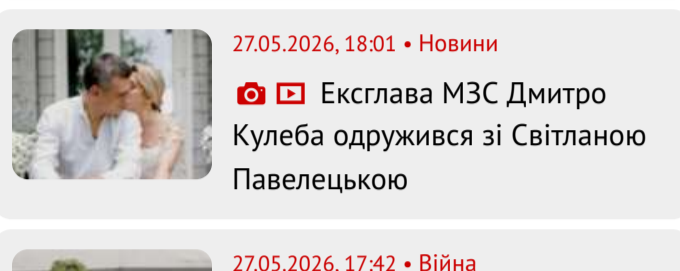 27.05.2026, 18:01 • Новини
Ексглава МЗС Дмитро
Кулеба одружився зі Світланою
Павелецькою
27.05.2026, 17:42 • Війна